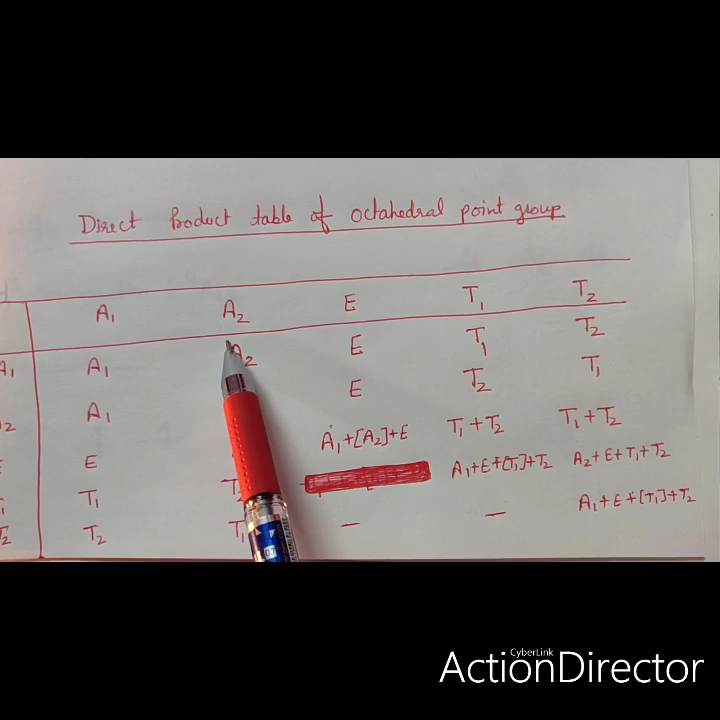 Direct Product table of octahedral point group
A1 A2 E T1 T2
A1 A1 A2 E T1 T2
A2 A1 E T2 T1
E E A1+[A2]+E T1+T2 T1+T2
T1 T1 A1+E+[T1]+T2 A2+E+T1+T2
T2 T2 T1 — — A1+E+[T1]+T2
CyberLink
ActionDirector